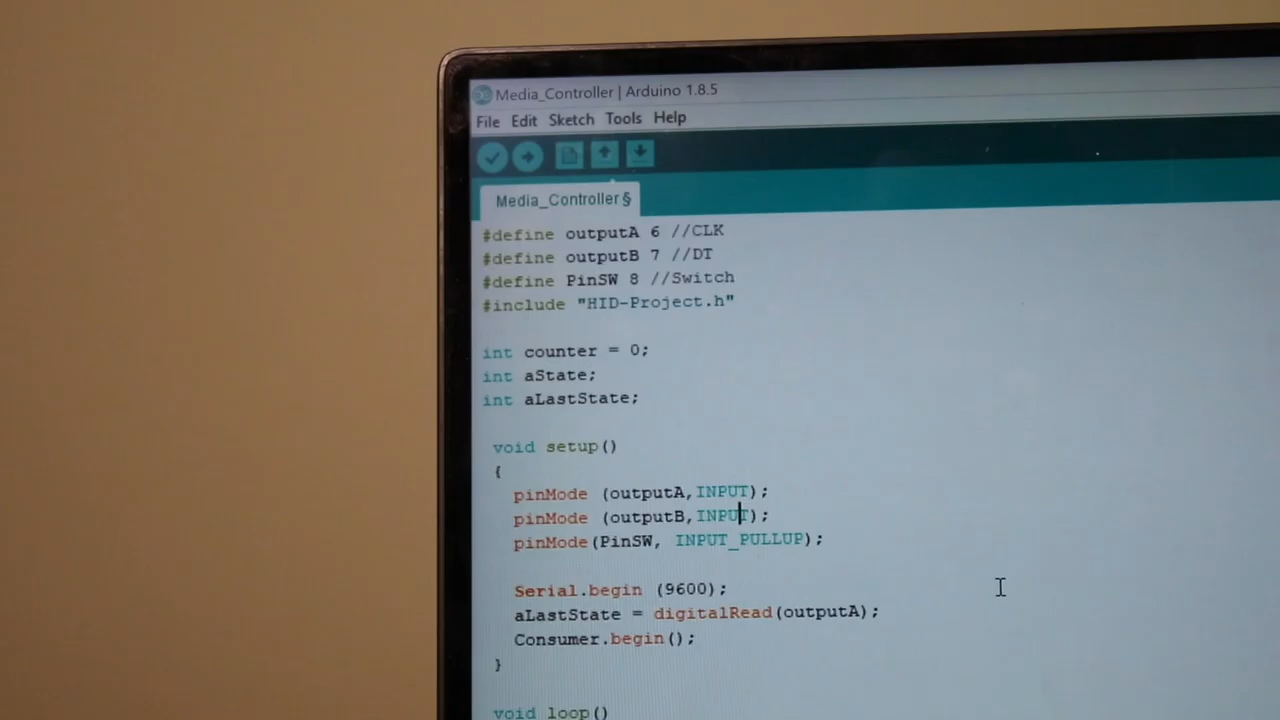 Media_Controller | Arduino 1.8.5
File Edit Sketch Tools Help
Media_Controller §
#define outputA 6 //CLK
#define outputB 7 //DT
#define PinSW 8 //Switch
#include "HID-Project.h"
int counter = 0;
int aState;
int aLastState;
void setup()
{
pinMode (outputA,INPUT);
pinMode (outputB,INPUT);
pinMode(PinSW, INPUT_PULLUP);
Serial.begin (9600);
aLastState = digitalRead(outputA);
Consumer.begin();
}
void loop()